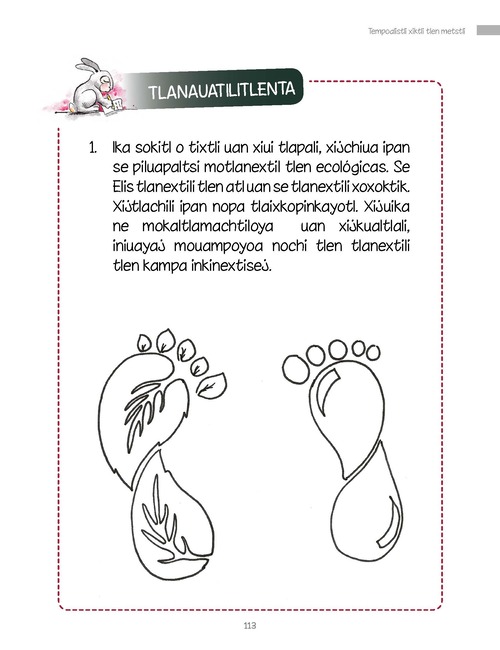 Tempoalistli xiktli tlen metstli
TLANAUATILITLENTA
1. Ika sokitl o tixtli uan xiui tlapali, xijchiua ipan
se piluapaltsi motlanextil tlen ecológicas. Se
Elis tlanextili tlen atl uan se tlanextili xoxoktik.
Xijtlachili ipan nopa tlaixkopinkayotl. Xijuika
ne mokaltlamachtiloya uan xijkualtlali,
iniuayaj mouampoyoa nochi tlen tlanextili
tlen kampa inkinextisej.
113